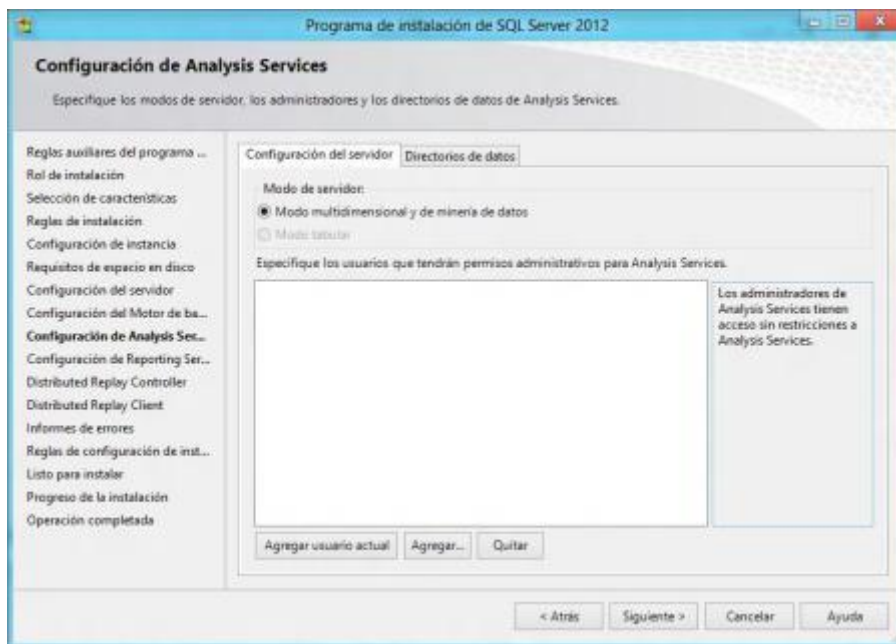 Programa de instalación de SQL Server 2012
Configuración de Analysis Services
Especifique los modos de servidor, los administradores y los directorios de datos de Analysis Services.
Reglas auxiliares del programa ...
Rol de instalación
Selección de características
Reglas de instalación
Configuración de instancia
Requisitos de espacio en disco
Configuración del servidor
Configuración del Motor de ba...
Configuración de Analysis Ser...
Configuración de Reporting Ser...
Distributed Replay Controller
Distributed Replay Client
Informes de errores
Reglas de configuración de inst...
Listo para instalar
Progreso de la instalación
Operación completada
Configuración del servidor
Directorios de datos
Modo de servidor:
Modo multidimensional y de minería de datos
Modo tabular
Especifique los usuarios que tendrán permisos administrativos para Analysis Services.
Los administradores de
Analysis Services tienen
acceso sin restricciones a
Analysis Services.
Agregar usuario actual
Agregar...
Quitar
< Atrás
Siguiente >
Cancelar
Ayuda